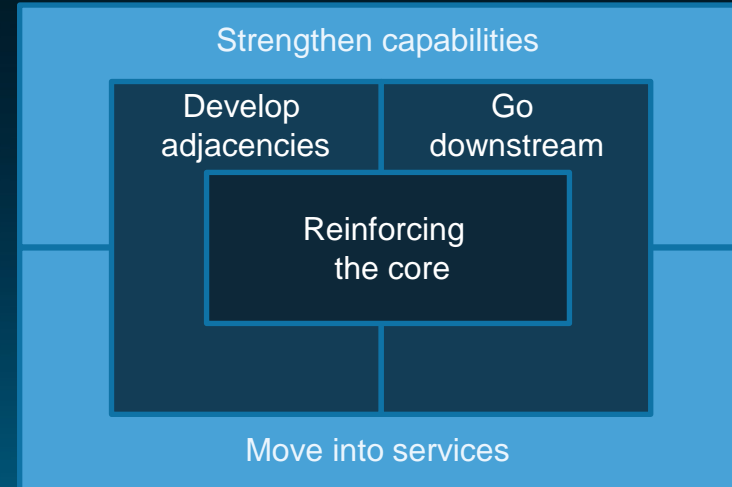 Strengthen capabilities
Develop
adjacencies
Go
downstream
Reinforcing
the core
Move into services